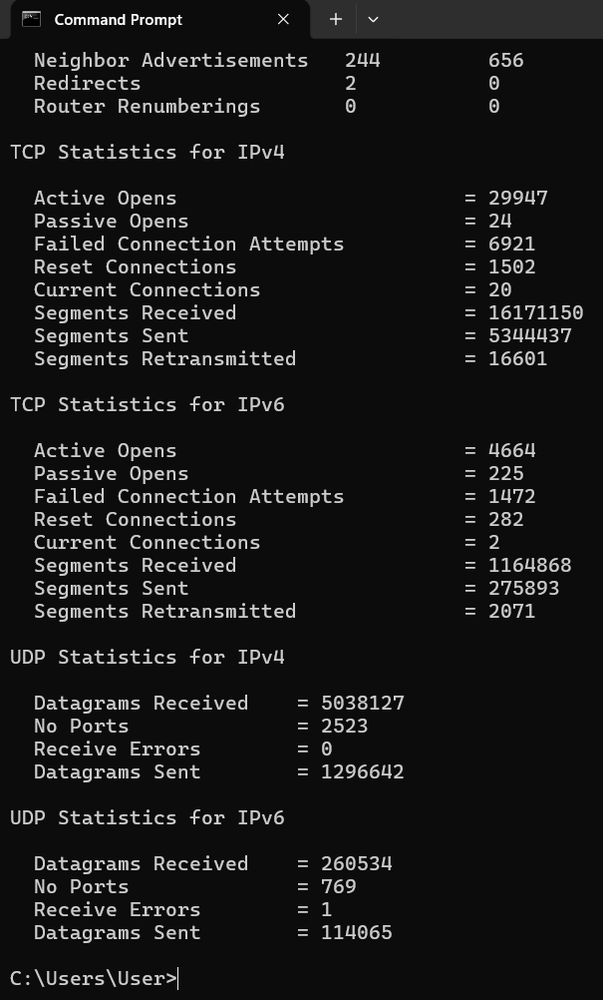 Command Prompt
Neighbor Advertisements 244 656
Redirects 2 0
Router Renumberings 0 0
TCP Statistics for IPv4
Active Opens = 29947
Passive Opens = 24
Failed Connection Attempts = 6921
Reset Connections = 1502
Current Connections = 20
Segments Received = 16171150
Segments Sent = 5344437
Segments Retransmitted = 16601
TCP Statistics for IPv6
Active Opens = 4664
Passive Opens = 225
Failed Connection Attempts = 1472
Reset Connections = 282
Current Connections = 2
Segments Received = 1164868
Segments Sent = 275893
Segments Retransmitted = 2071
UDP Statistics for IPv4
Datagrams Received = 5038127
No Ports = 2523
Receive Errors = 0
Datagrams Sent = 1296642
UDP Statistics for IPv6
Datagrams Received = 260534
No Ports = 769
Receive Errors = 1
Datagrams Sent = 114065
C:\Users\User>